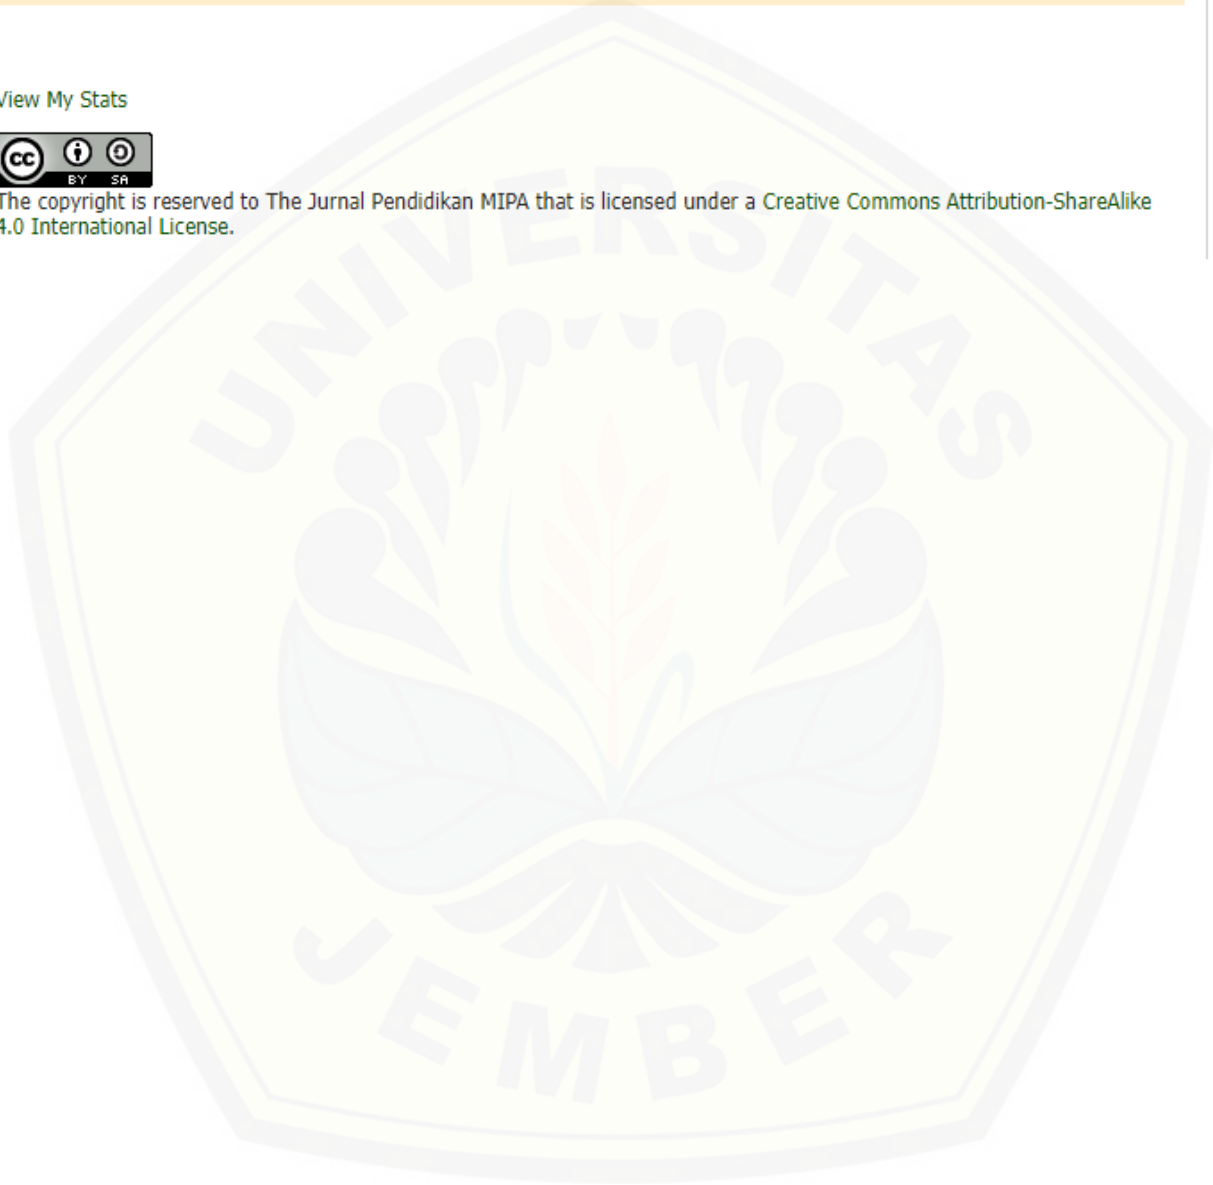 View My Stats
CC BY SA
The copyright is reserved to The Jurnal Pendidikan MIPA that is licensed under a Creative Commons Attribution-ShareAlike
4.0 International License.
UNIVERSITAS
JEMBER